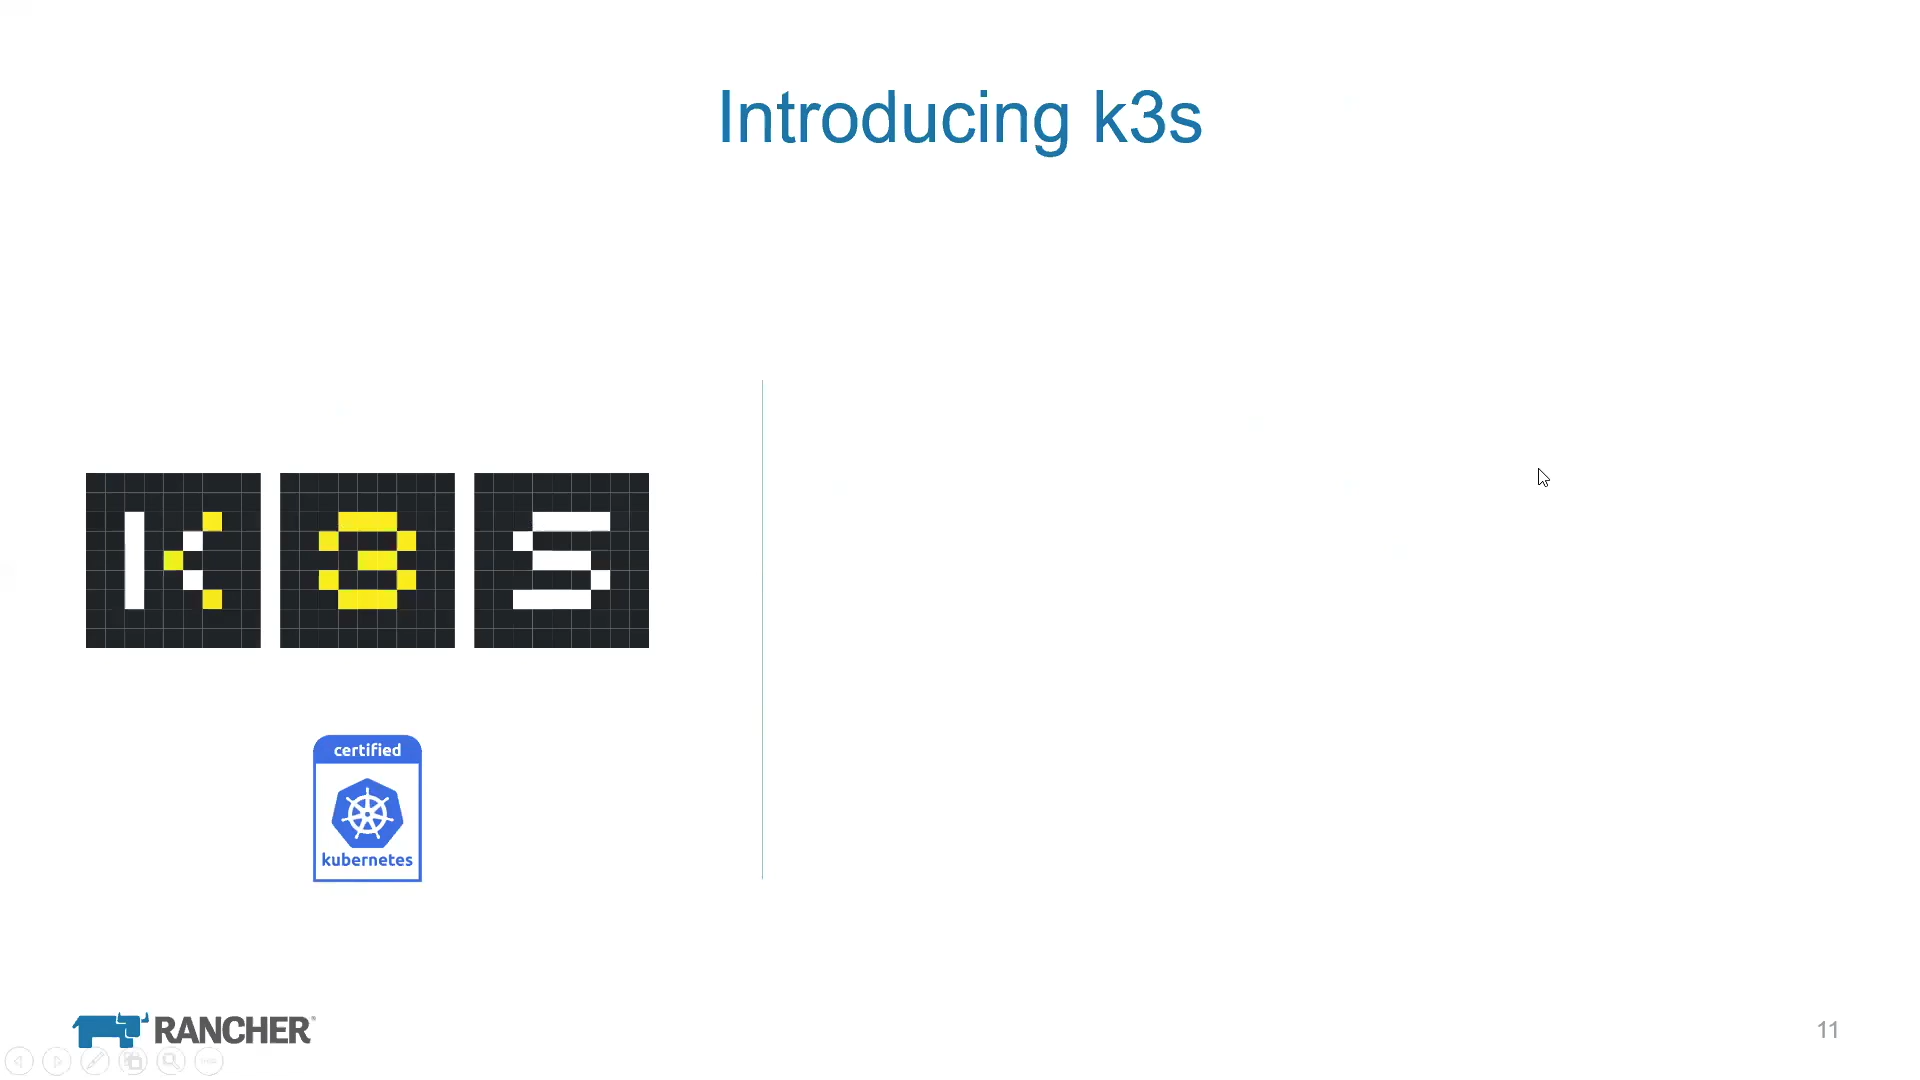 Introducing k3s
K3S
certified
kubernetes
RANCHER®
11